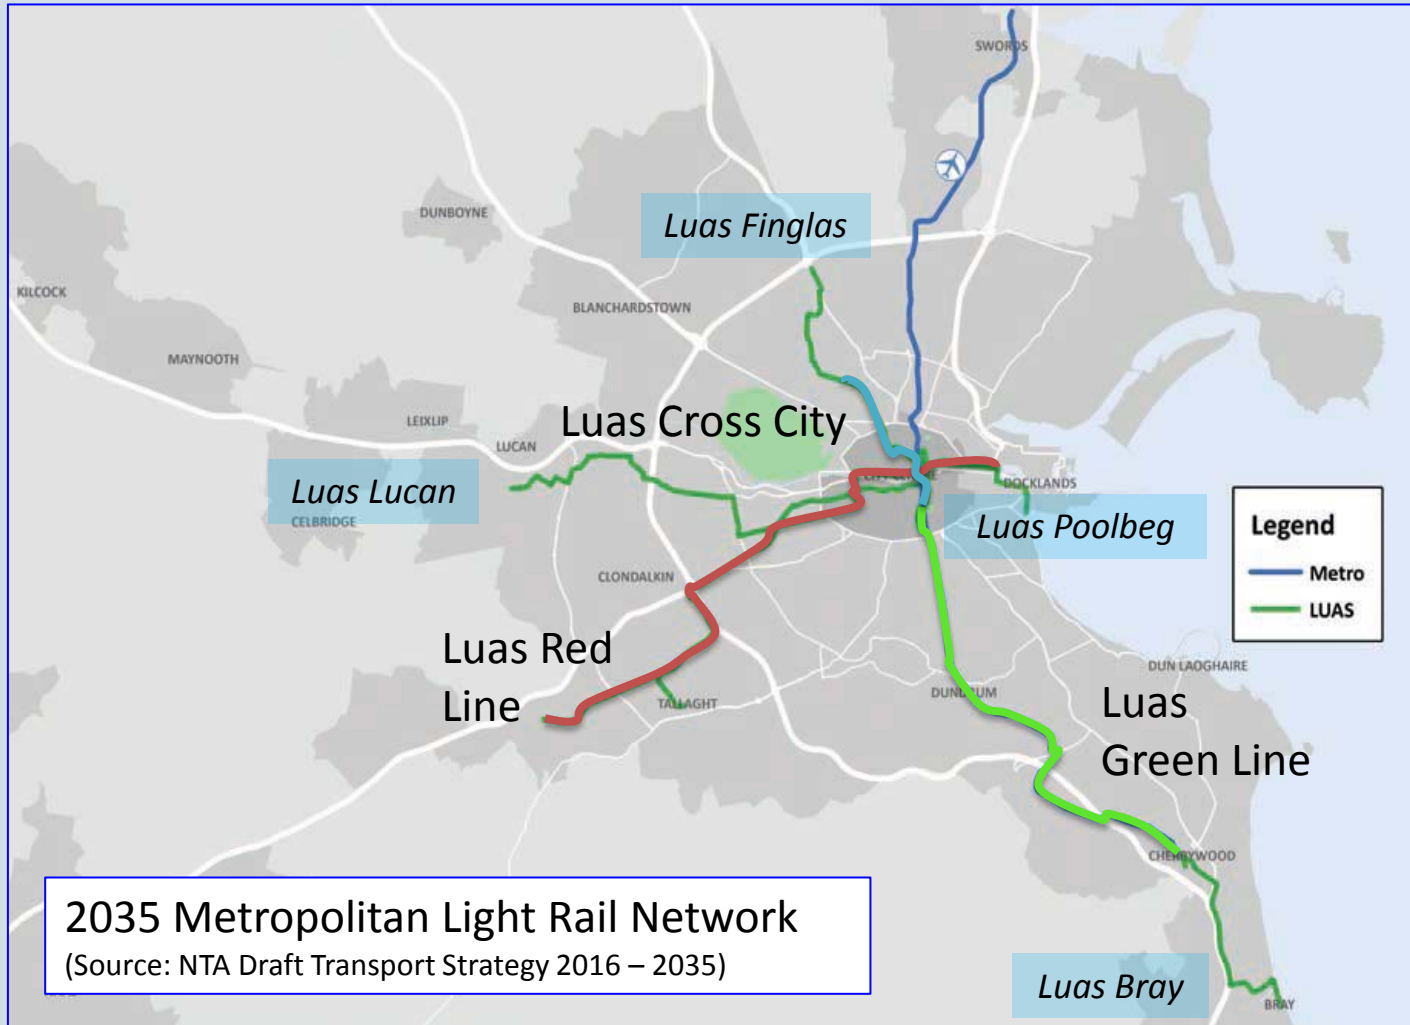 SWORDS
DUNBOYNE
Luas Finglas
KILCOCK
BLANCHARDSTOWN
MAYNOOTH
LEIXLIP
Luas Cross City
LUCAN
CITY CENTRE
DOCKLANDS
Luas Lucan
CELBRIDGE
Luas Poolbeg
Legend
Metro
LUAS
CLONDALKIN
Luas Red
Line
TALLAGHT
DUN LAOGHAIRE
DUNDRUM
Luas
Green Line
CHERRYWOOD
2035 Metropolitan Light Rail Network
(Source: NTA Draft Transport Strategy 2016 – 2035)
Luas Bray
BRAY